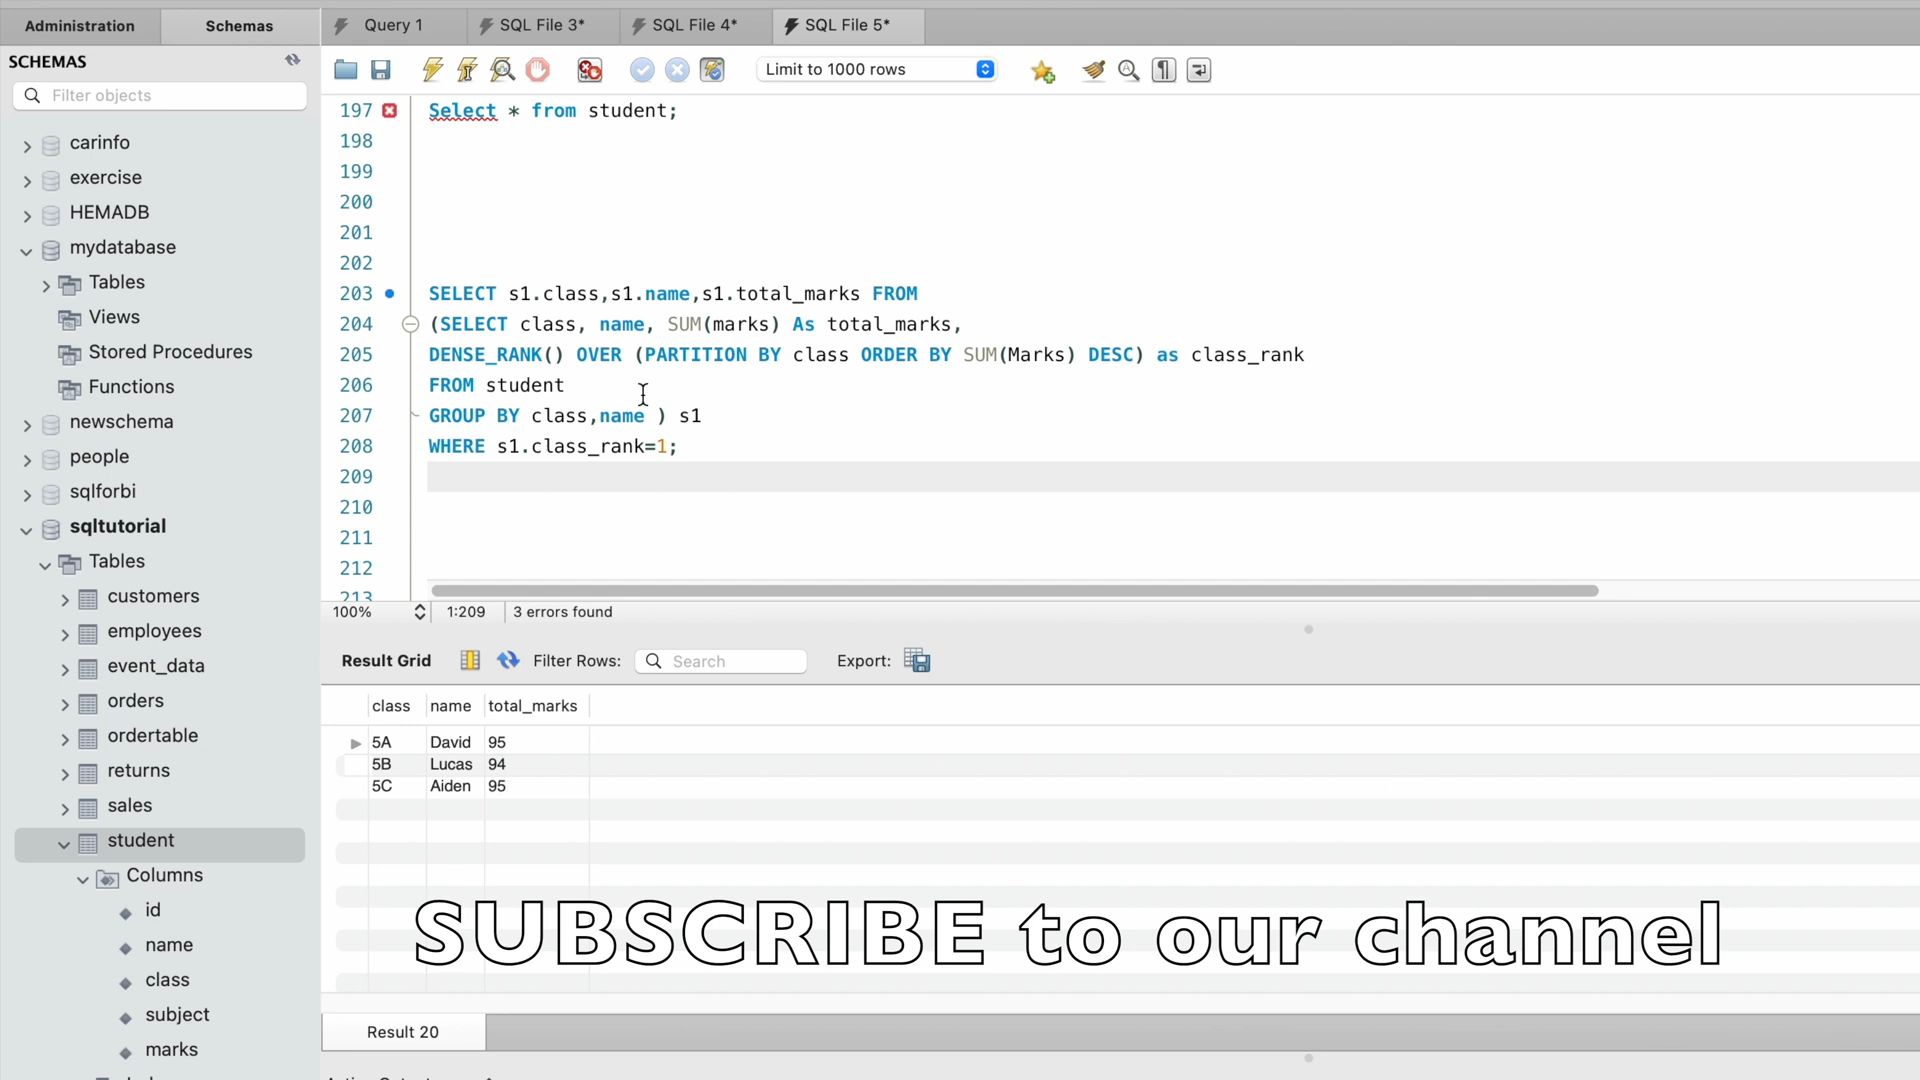 Administration
Schemas
Query 1
SQL File 3*
SQL File 4*
SQL File 5*
SCHEMAS
Filter objects
Limit to 1000 rows
carinfo
exercise
HEMADB
mydatabase
Tables
Views
Stored Procedures
Functions
newschema
people
sqlforbi
sqltutorial
Tables
customers
employees
event_data
orders
ordertable
returns
sales
student
Columns
id
name
class
subject
marks
197 Select * from student;
198
199
200
201
202
203 SELECT s1.class,s1.name,s1.total_marks FROM
204 (SELECT class, name, SUM(marks) As total_marks,
205 DENSE_RANK() OVER (PARTITION BY class ORDER BY SUM(Marks) DESC) as class_rank
206 FROM student
207 GROUP BY class,name ) s1
208 WHERE s1.class_rank=1;
209
210
211
212
213
100% 1:209 3 errors found
Result Grid Filter Rows: Search Export:
class name total_marks
5A David 95
5B Lucas 94
5C Aiden 95
SUBSCRIBE to our channel
Result 20